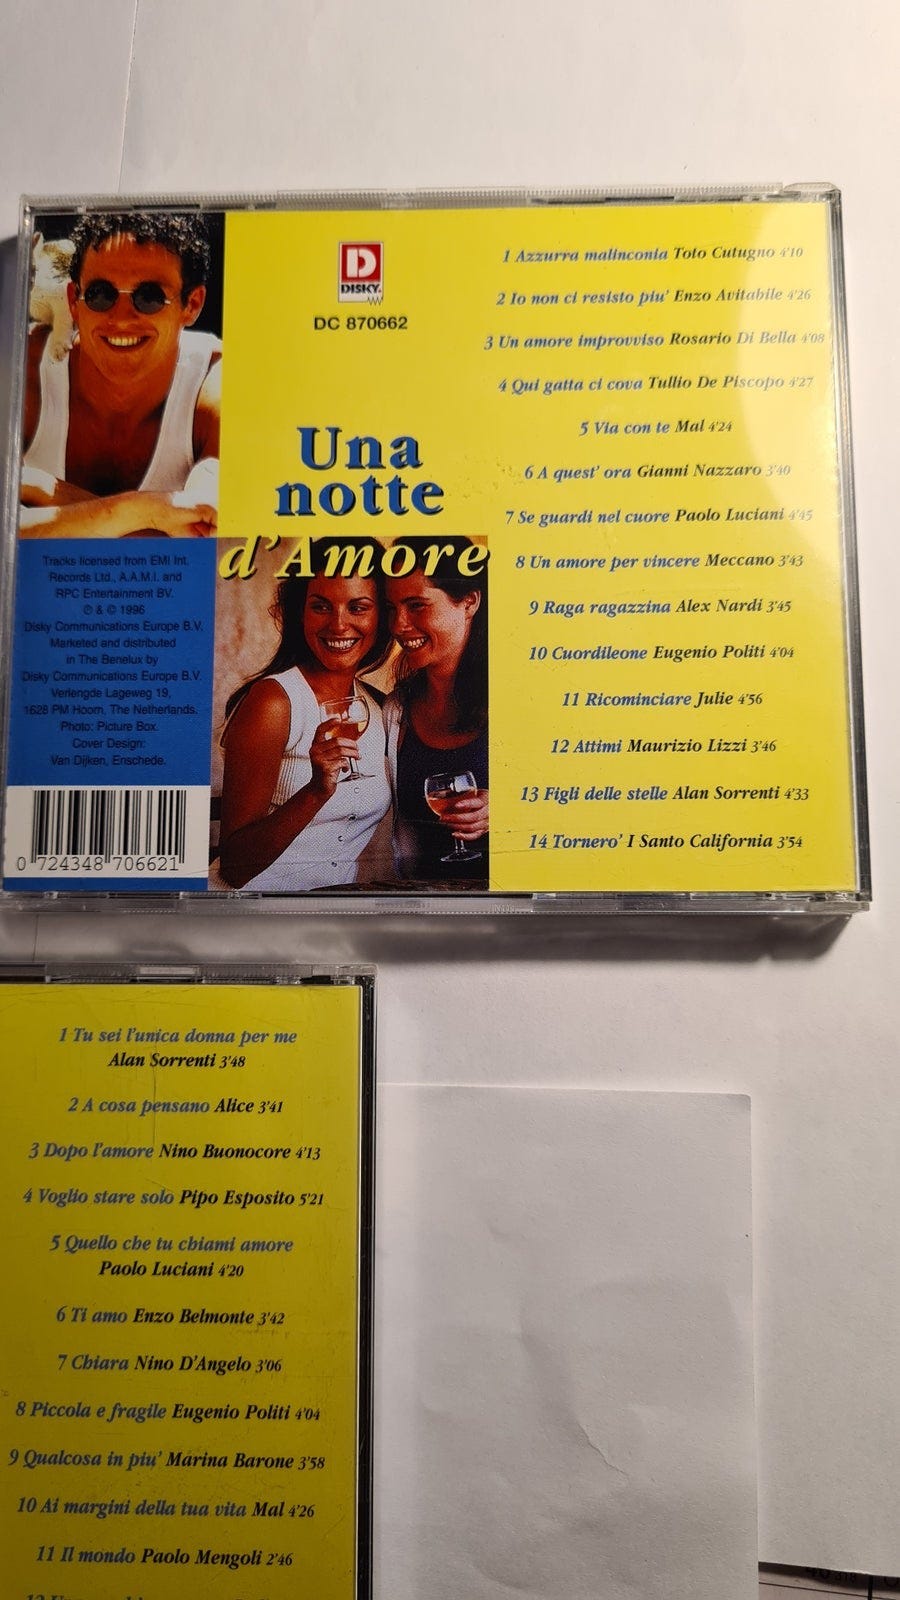 DISKY.
DC 870662
Una
notte
d'Amore
1 Azzurra malinconia Toto Cutugno 4'10
2 Io non ci resisto piu' Enzo Avitabile 4'26
3 Un amore improvviso Rosario Di Bella 4'08
4 Qui gatta ci cova Tullio De Piscopo 4'27
5 Via con te Mal 4'24
6 A quest' ora Gianni Nazzaro 3'40
7 Se guardi nel cuore Paolo Luciani 4'45
8 Un amore per vincere Meccano 3'43
9 Raga ragazzina Alex Nardi 3'45
10 Cuordileone Eugenio Politi 4'04
11 Ricominciare Julie 4'56
12 Attimi Maurizio Lizzi 3'46
13 Figli delle stelle Alan Sorrenti 4'33
14 Tornero' I Santo California 3'54
Tracks licensed from EMI Int.
Records Ltd., A.A.M.I. and
RPC Entertainment BV.
℗ & © 1996
Disky Communications Europe B.V.
Marketed and distributed
in The Benelux by
Disky Communications Europe B.V.
Verlengde Lageweg 19,
1628 PM Hoorn, The Netherlands.
Photo: Picture Box.
Cover Design:
Van Dijken, Enschede.
0 724348 706621
1 Tu sei l'unica donna per me
Alan Sorrenti 3'48
2 A cosa pensano Alice 3'41
3 Dopo l'amore Nino Buonocore 4'13
4 Voglio stare solo Pipo Esposito 5'21
5 Quello che tu chiami amore
Paolo Luciani 4'20
6 Ti amo Enzo Belmonte 3'42
7 Chiara Nino D'Angelo 3'06
8 Piccola e fragile Eugenio Politi 4'04
9 Qualcosa in piu' Marina Barone 3'58
10 Ai margini della tua vita Mal 4'26
11 Il mondo Paolo Mengoli 2'46